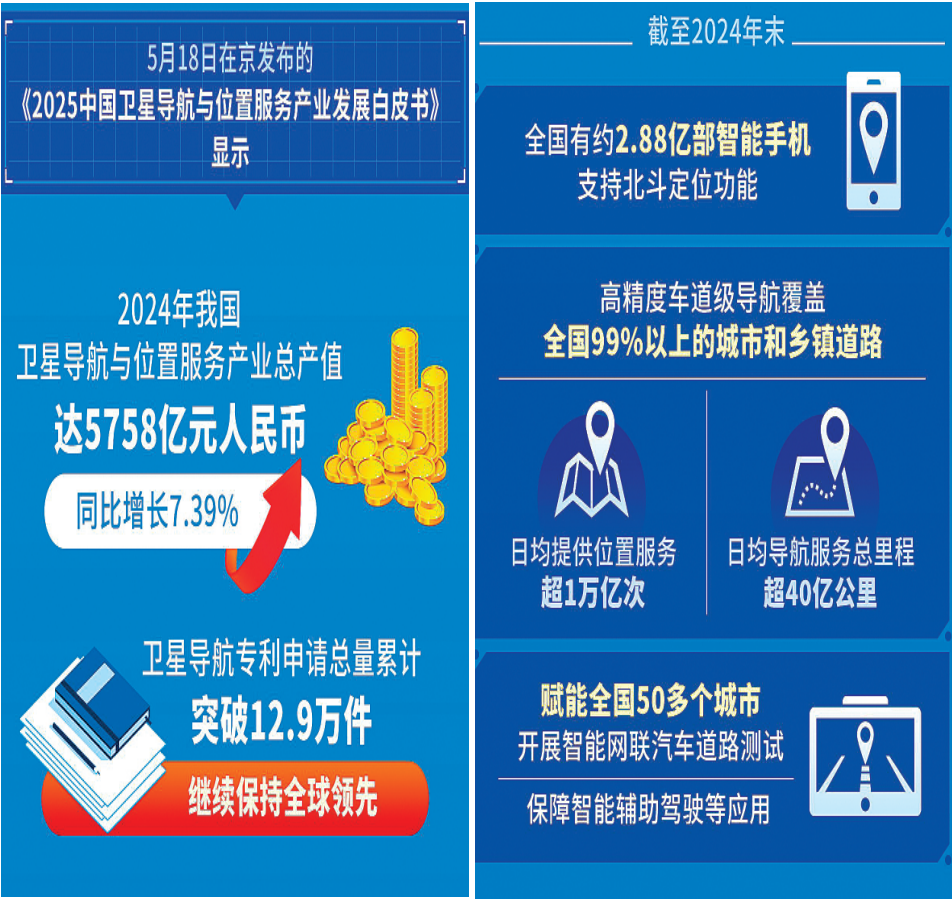 5月18日在京发布的
《2025中国卫星导航与位置服务产业发展白皮书》
显示
2024年我国
卫星导航与位置服务产业总产值
达5758亿元人民币
同比增长7.39%
卫星导航专利申请总量累计
突破12.9万件
继续保持全球领先
截至2024年末
全国有约2.88亿部智能手机
支持北斗定位功能
高精度车道级导航覆盖
全国99%以上的城市和乡镇道路
日均提供位置服务
超1万亿次
日均导航服务总里程
超40亿公里
赋能全国50多个城市
开展智能网联汽车道路测试
保障智能辅助驾驶等应用